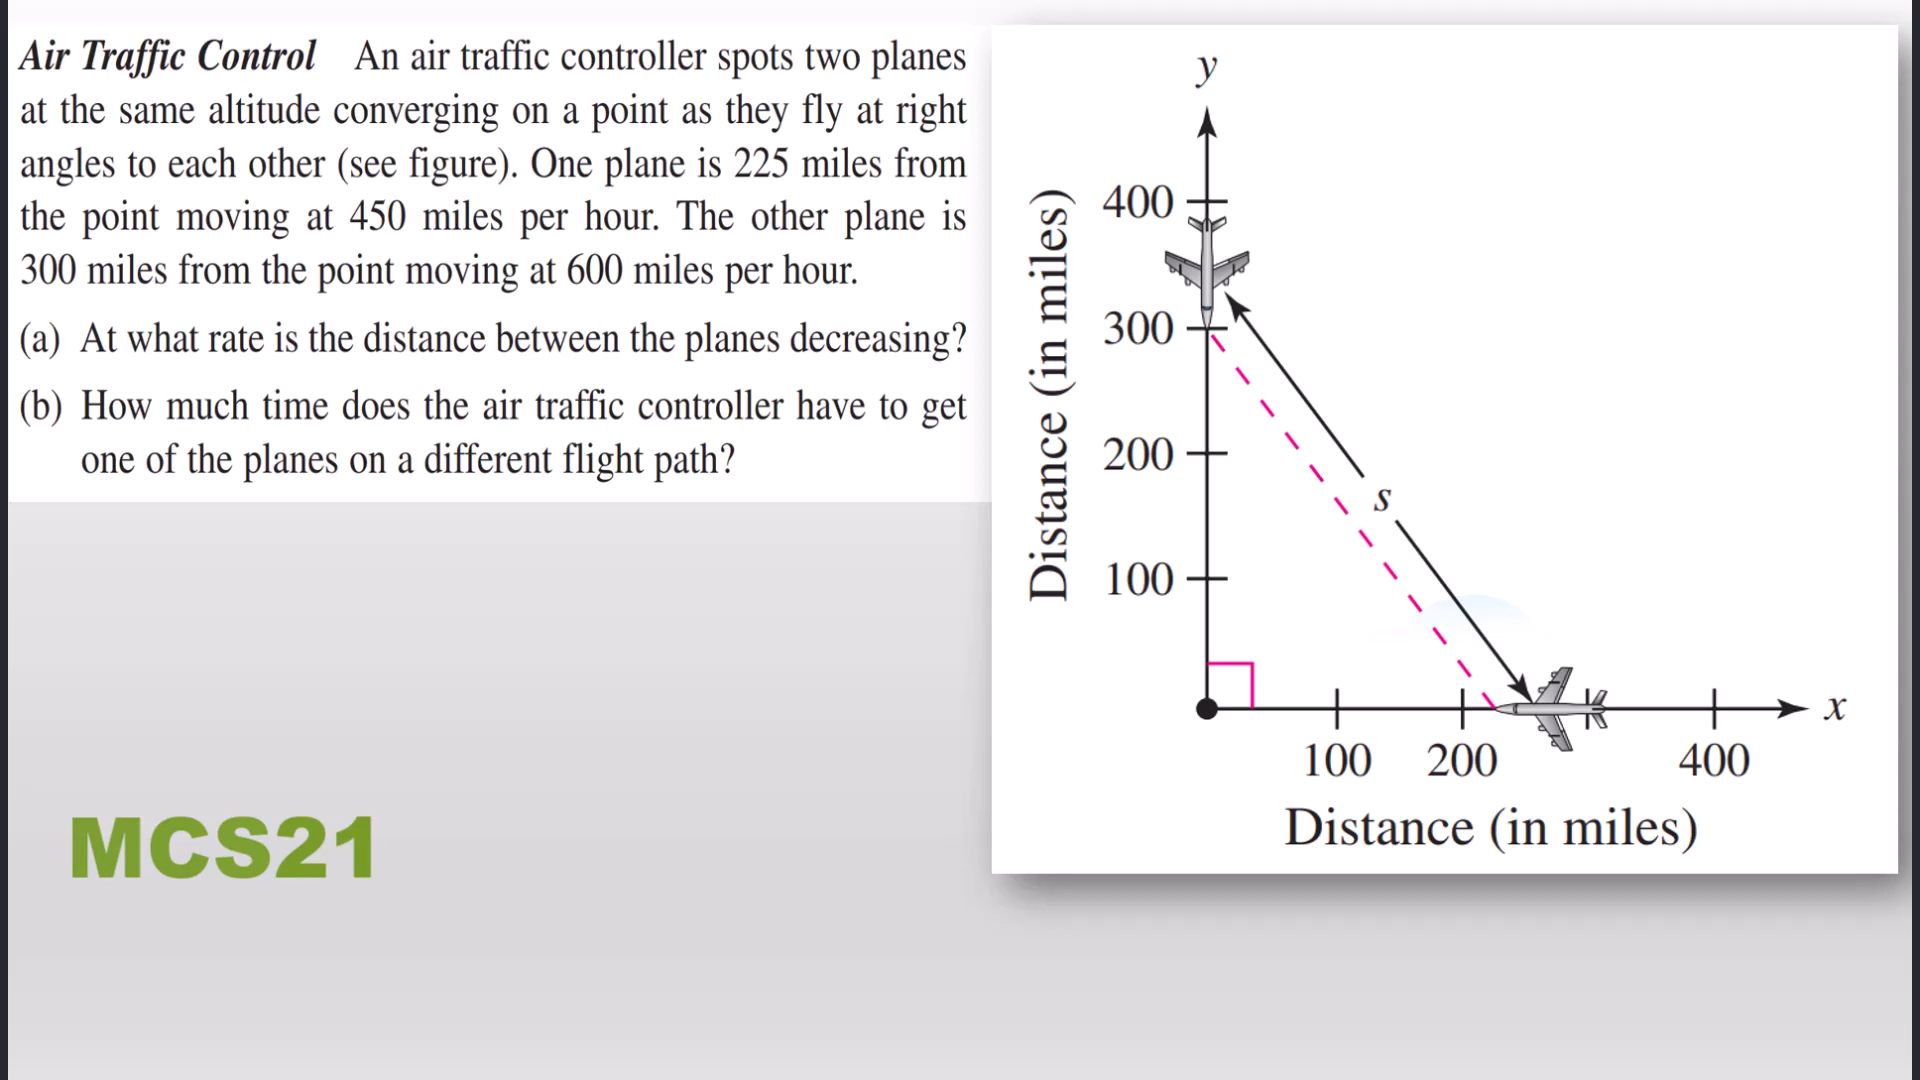 Air Traffic Control An air traffic controller spots two planes
at the same altitude converging on a point as they fly at right
angles to each other (see figure). One plane is 225 miles from
the point moving at 450 miles per hour. The other plane is
300 miles from the point moving at 600 miles per hour.
(a) At what rate is the distance between the planes decreasing?
(b) How much time does the air traffic controller have to get
one of the planes on a different flight path?
MCS21
y
400
300
200
100
Distance (in miles)
s
x
100 200 400
Distance (in miles)